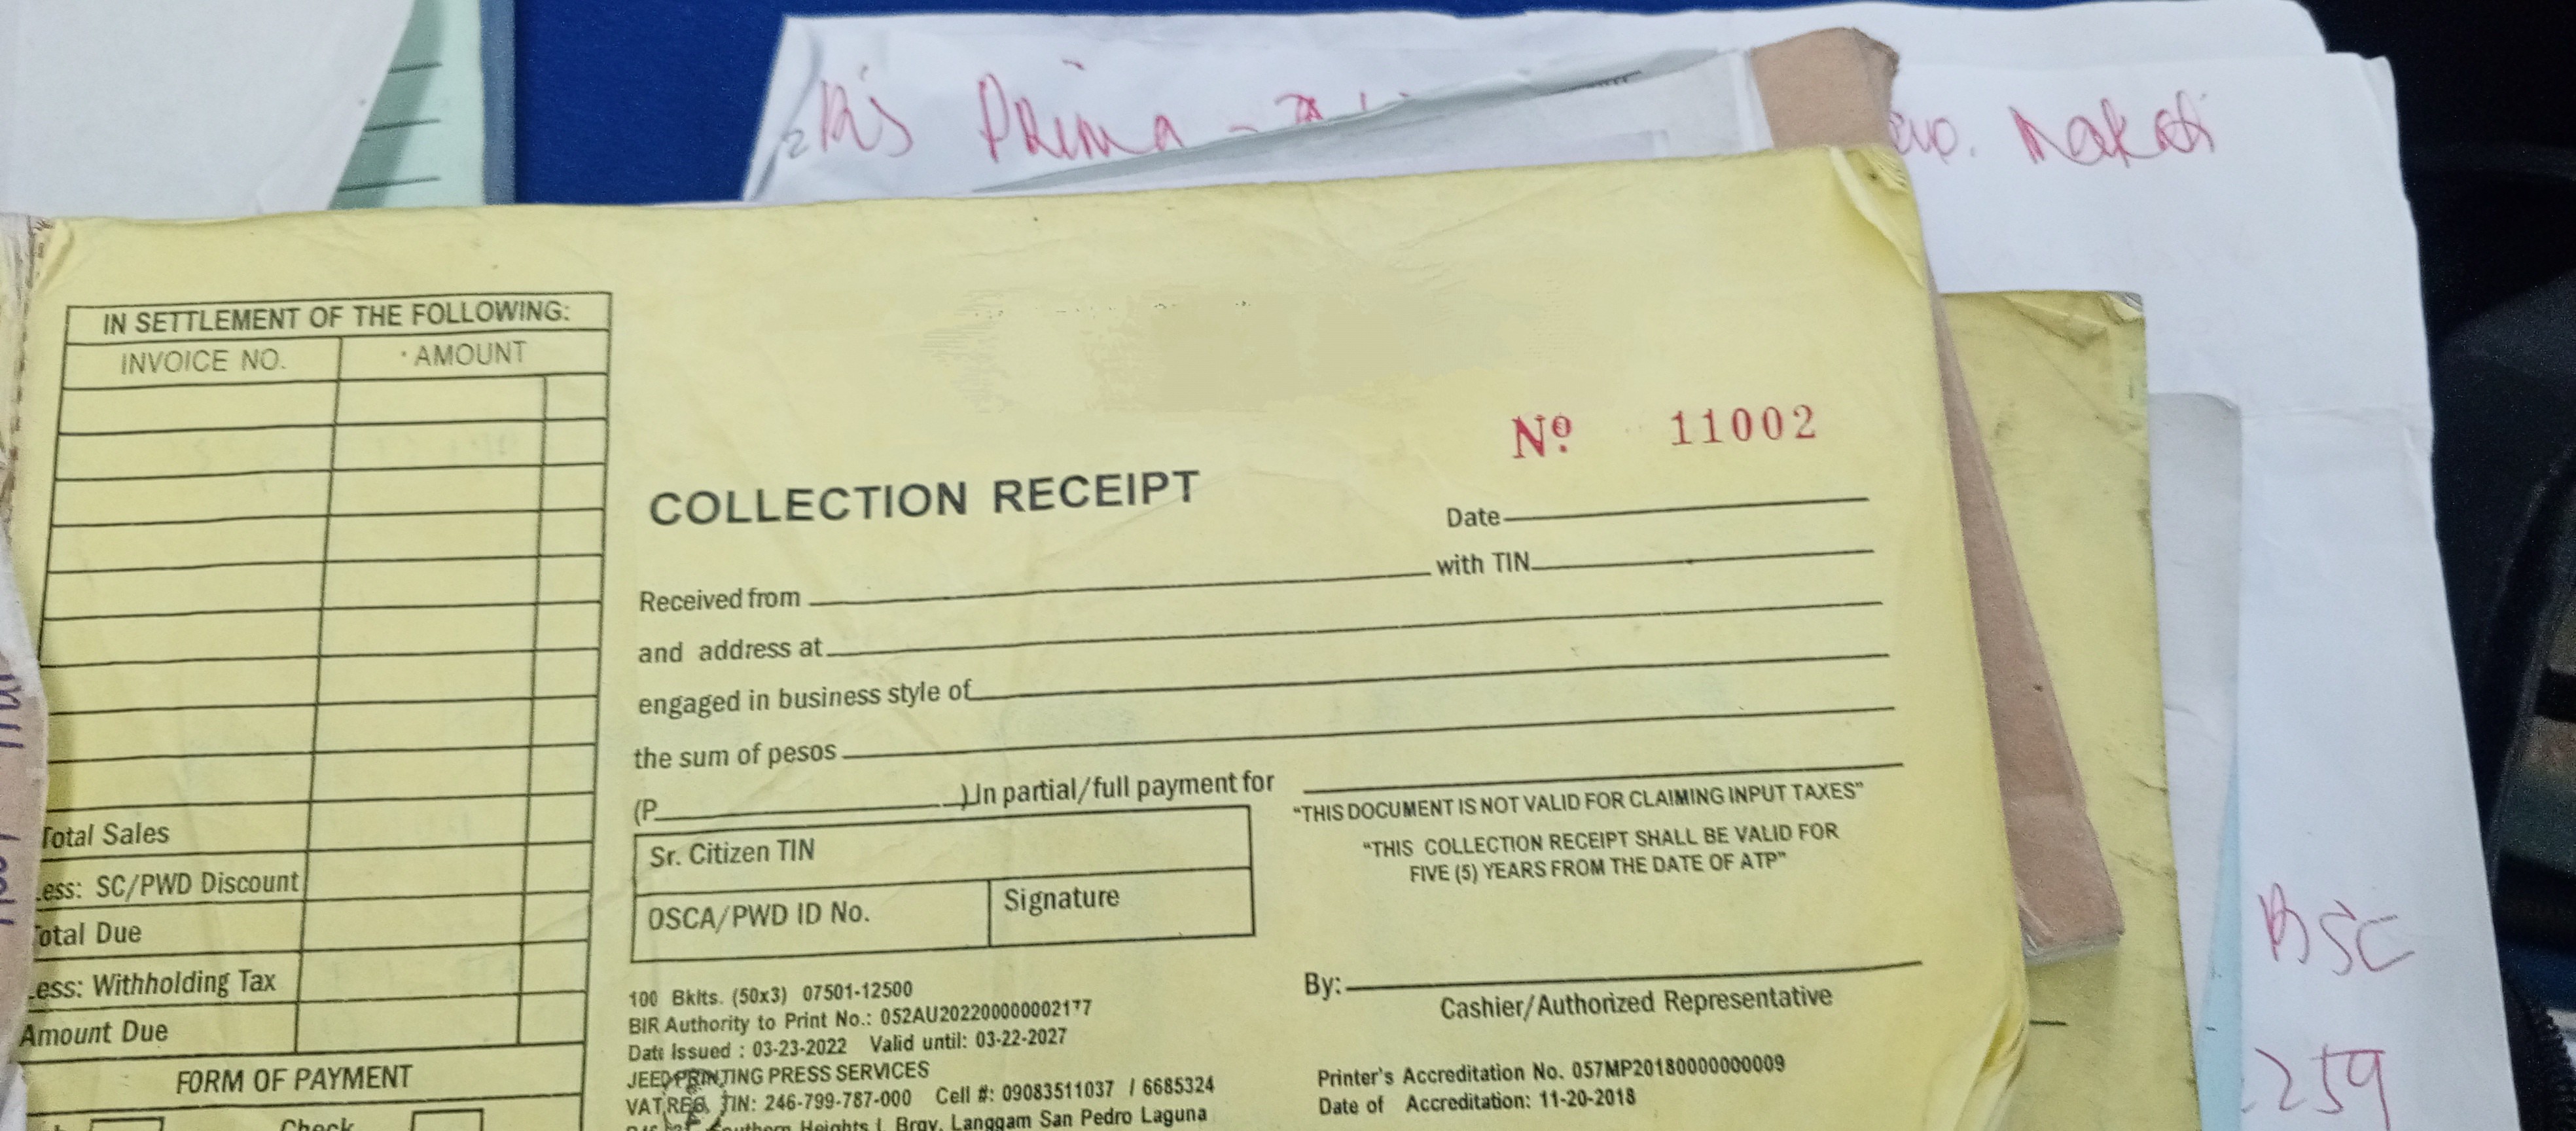 Prima -
Makati
IN SETTLEMENT OF THE FOLLOWING:
INVOICE NO. AMOUNT
Total Sales
Less: SC/PWD Discount
Total Due
Less: Withholding Tax
Amount Due
FORM OF PAYMENT
Check
Nº 11002
COLLECTION RECEIPT
Date
Received from with TIN
and address at
engaged in business style of
the sum of pesos
(P ) In partial/full payment for
"THIS DOCUMENT IS NOT VALID FOR CLAIMING INPUT TAXES"
"THIS COLLECTION RECEIPT SHALL BE VALID FOR
FIVE (5) YEARS FROM THE DATE OF ATP"
Sr. Citizen TIN
OSCA/PWD ID No. Signature
By:
Cashier/Authorized Representative
100 Bklts. (50x3) 07501-12500
BIR Authority to Print No.:
Date Issued : 03-23-2022 Valid until: 03-22-2027
JEED PRINTING PRESS SERVICES
VAT REG. TIN: 246-799-787-000 Cell #: 09083511037 / 6685324
Southern Heights I, Brgy. Langgam San Pedro Laguna
Printer's Accreditation No. 057MP20180000000009
Date of Accreditation: 11-20-2018
BSC
259